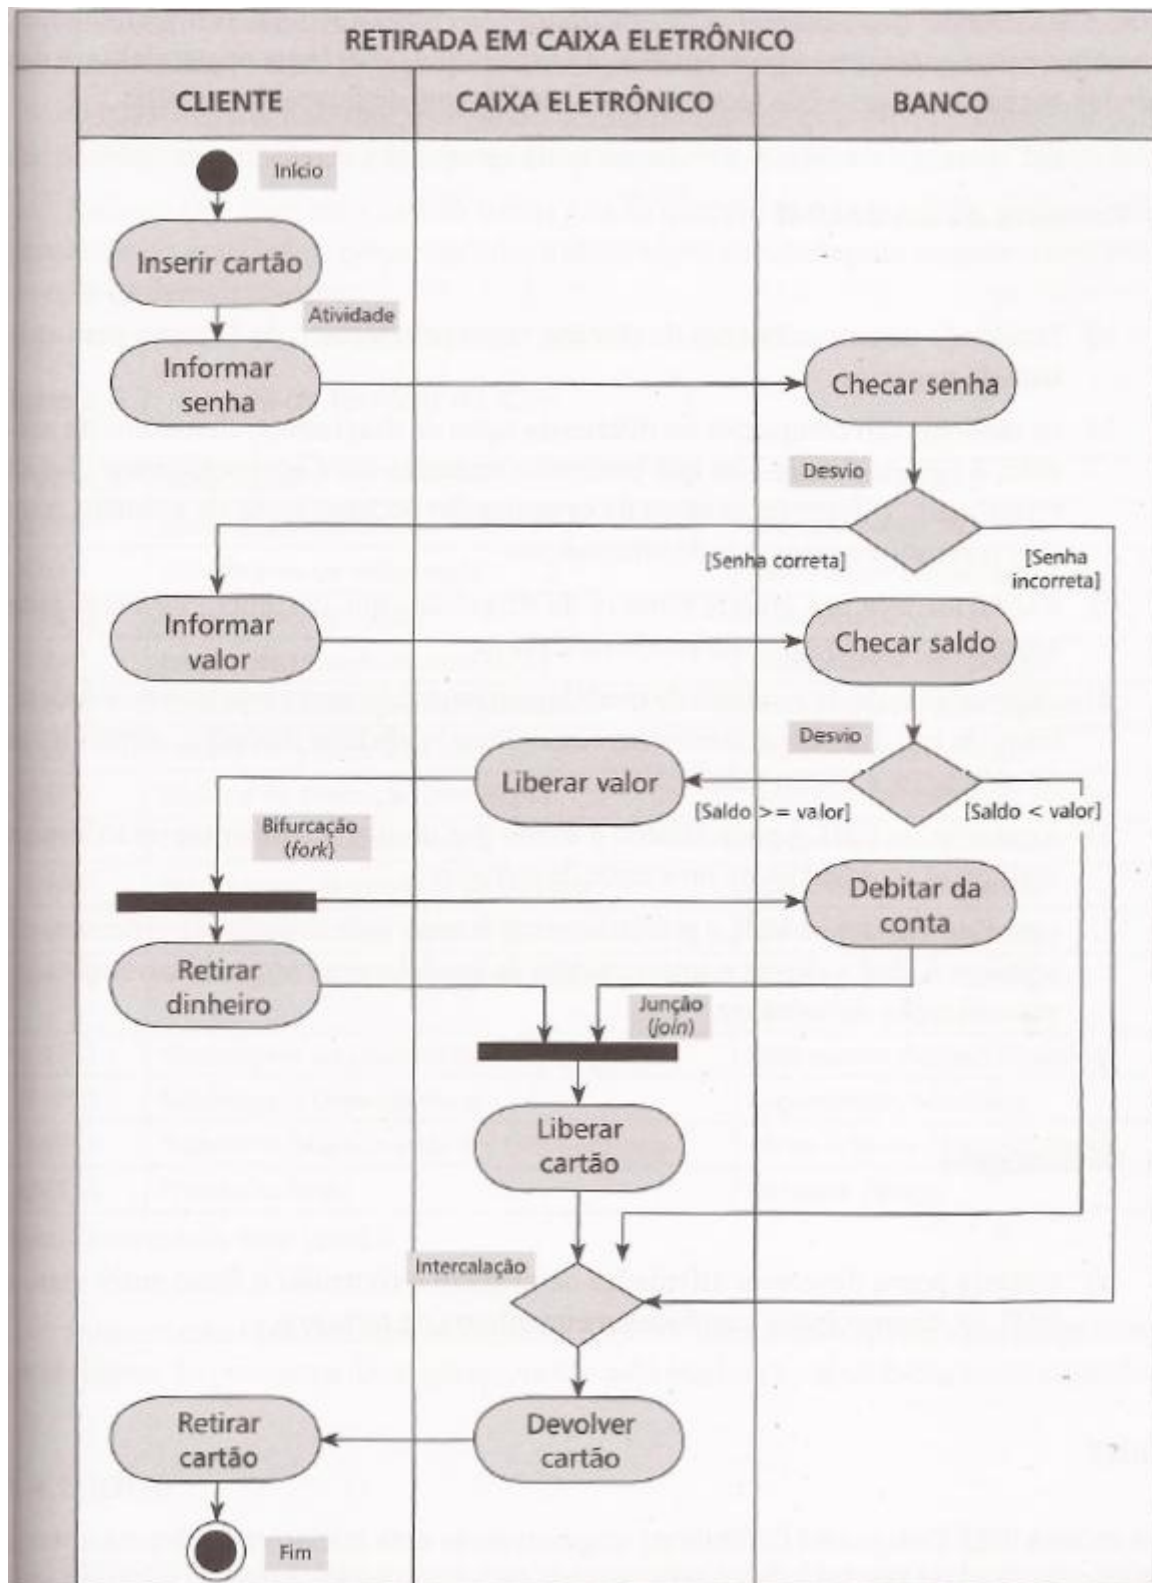 RETIRADA EM CAIXA ELETRÔNICO
CLIENTE
CAIXA ELETRÔNICO
BANCO
Início
Inserir cartão
Atividade
Informar
senha
Checar senha
Desvio
[Senha correta]
[Senha
incorreta]
Informar
valor
Checar saldo
Desvio
Liberar valor
[Saldo >= valor]
[Saldo < valor]
Bifurcação
(fork)
Debitar da
conta
Retirar
dinheiro
Junção
(join)
Liberar
cartão
Intercalação
Retirar
cartão
Devolver
cartão
Fim